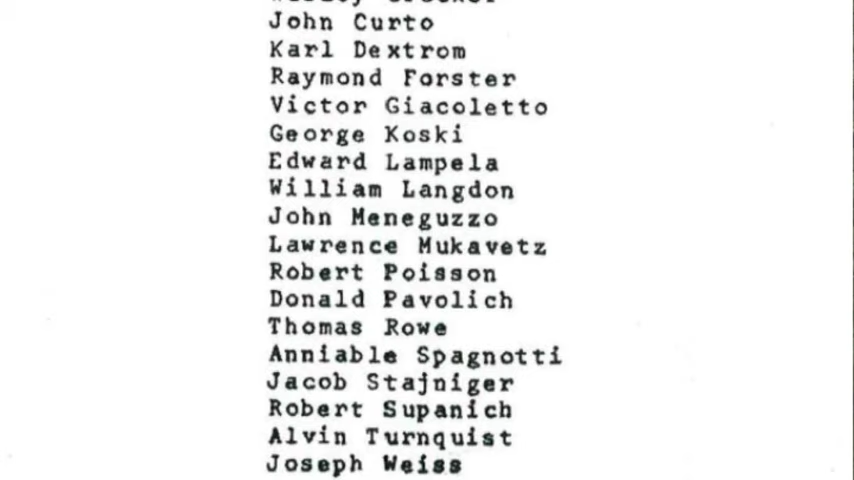 John Curto
Karl Dextrom
Raymond Forster
Victor Giacoletto
George Koski
Edward Lampela
William Langdon
John Meneguzzo
Lawrence Mukavetz
Robert Poisson
Donald Pavolich
Thomas Rowe
Anniable Spagnotti
Jacob Stajniger
Robert Supanich
Alvin Turnquist
Joseph Weiss